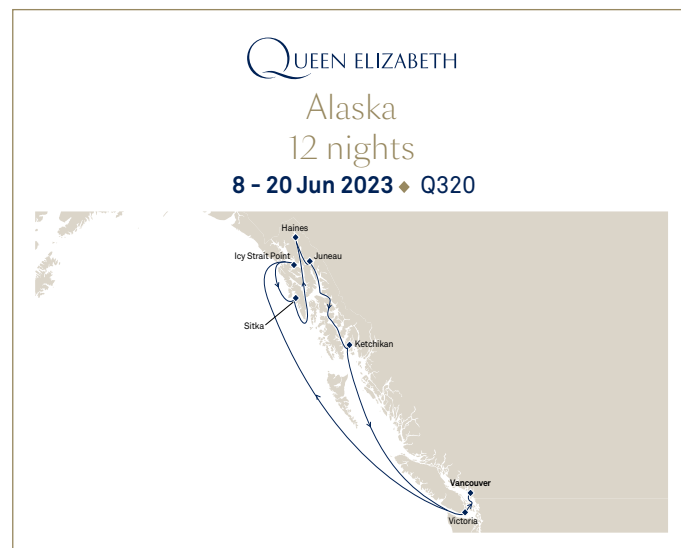 QUEEN ELIZABETH
Alaska
12 nights
8 - 20 Jun 2023 ◆ Q320
Haines
Icy Strait Point
Juneau
Sitka
Ketchikan
Vancouver
Victoria